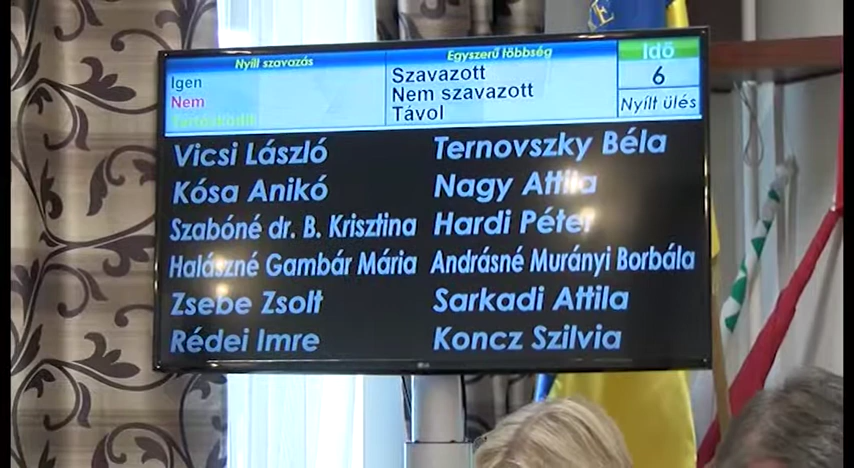 Nyílt szavazás
Egyszerű többség
Idő
Igen
Nem
Tartózkodik
Szavazott
Nem szavazott
Távol
6
Nyílt ülés
Vicsi László
Ternovszky Béla
Kósa Anikó
Nagy Attila
Szabóné dr. B. Krisztina
Hardi Péter
Halászné Gambár Mária
Andrásné Murányi Borbála
Zsebe Zsolt
Sarkadi Attila
Rédei Imre
Koncz Szilvia
LG